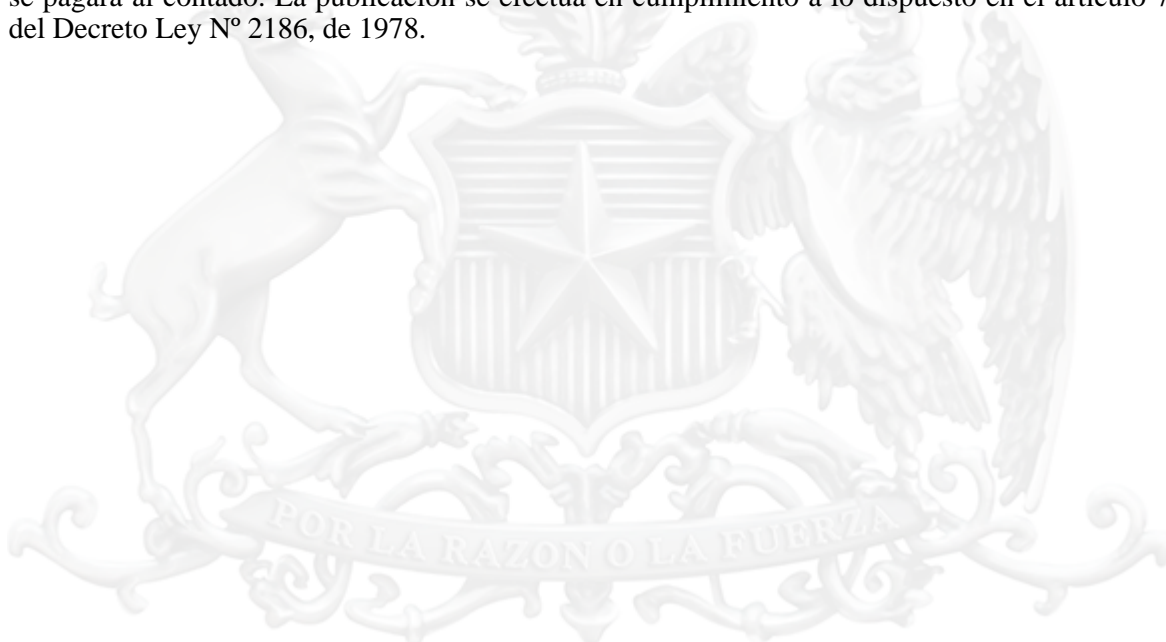 se pagará al contado. La publicación se efectúa en cumplimiento a lo dispuesto en el artículo 7
del Decreto Ley Nº 2186, de 1978.
POR LA RAZON O LA FUERZA